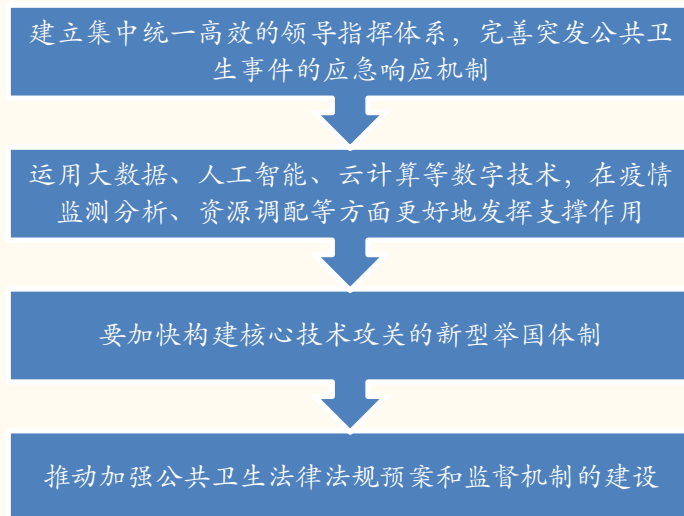 建立集中统一高效的领导指挥体系，完善突发公共卫
生事件的应急响应机制
运用大数据、人工智能、云计算等数字技术，在疫情
监测分析、资源调配等方面更好地发挥支撑作用
要加快构建核心技术攻关的新型举国体制
推动加强公共卫生法律法规预案和监督机制的建设